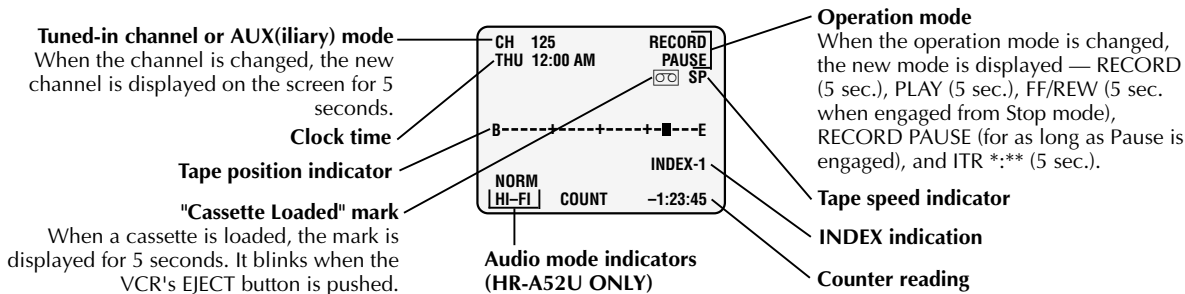 Tuned-in channel or AUX(iliary) mode
When the channel is changed, the new
channel is displayed on the screen for 5
seconds.
Clock time
Tape position indicator
"Cassette Loaded" mark
When a cassette is loaded, the mark is
displayed for 5 seconds. It blinks when the
VCR's EJECT button is pushed.
CH 125 RECORD
THU 12:00 AM PAUSE
SP
B----+----+----+-■---E
INDEX-1
NORM
HI–FI COUNT –1:23:45
Audio mode indicators
(HR-A52U ONLY)
Operation mode
When the operation mode is changed,
the new mode is displayed — RECORD
(5 sec.), PLAY (5 sec.), FF/REW (5 sec.
when engaged from Stop mode),
RECORD PAUSE (for as long as Pause is
engaged), and ITR *:** (5 sec.).
Tape speed indicator
INDEX indication
Counter reading